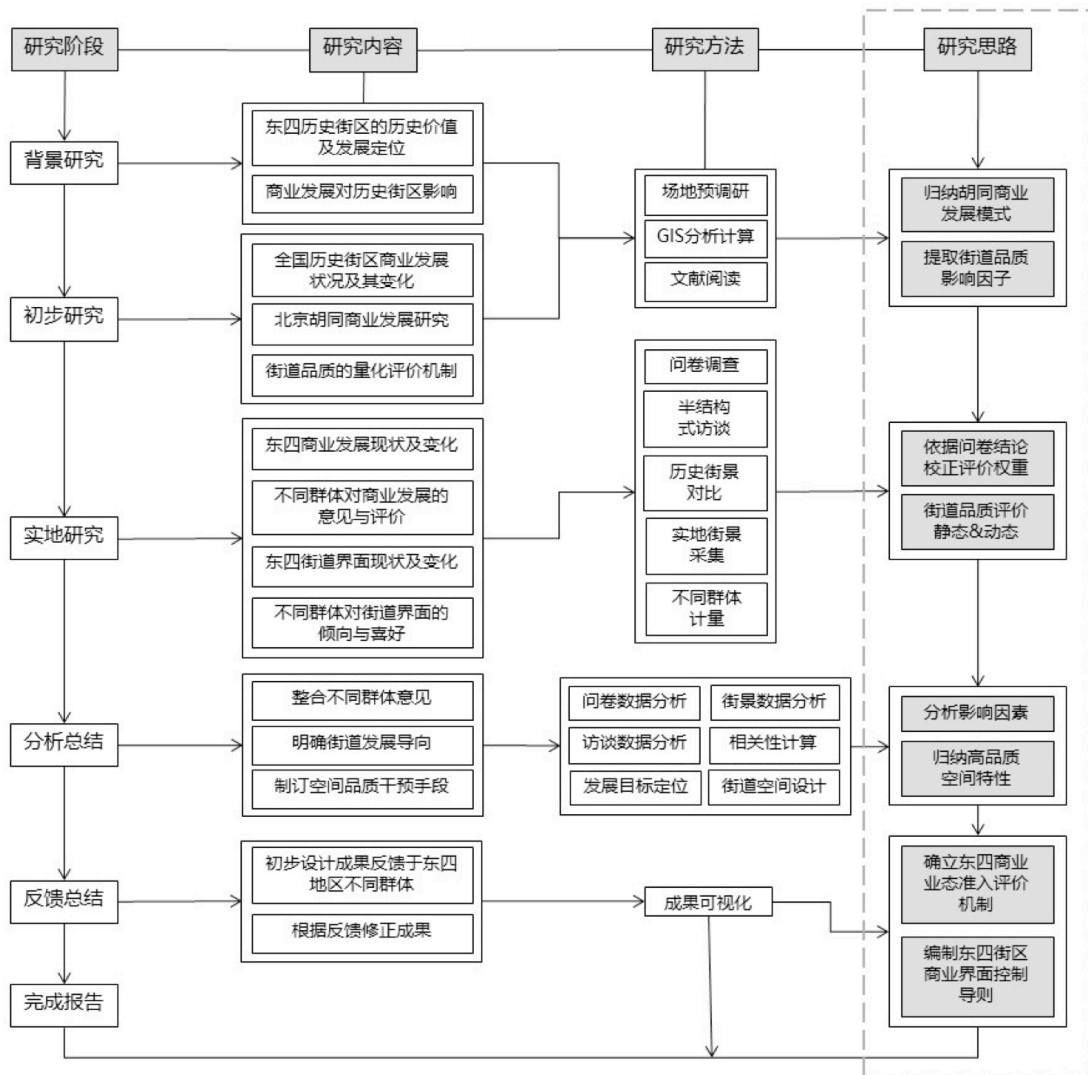 研究阶段
研究内容
研究方法
研究思路
背景研究
东四历史街区的历史价值
及发展定位
商业发展对历史街区影响
场地预调研
GIS分析计算
文献阅读
归纳胡同商业
发展模式
提取街道品质
影响因子
初步研究
全国历史街区商业发展
状况及其变化
北京胡同商业发展研究
街道品质的量化评价机制
实地研究
东四商业发展现状及变化
不同群体对商业发展的
意见与评价
东四街道界面现状及变化
不同群体对街道界面的
倾向与喜好
问卷调查
半结构
式访谈
历史街景
对比
实地街景
采集
不同群体
计量
依据问卷结论
校正评价权重
街道品质评价
静态&动态
分析总结
整合不同群体意见
明确街道发展导向
制订空间品质干预手段
问卷数据分析
街景数据分析
访谈数据分析
相关性计算
发展目标定位
街道空间设计
分析影响因素
归纳高品质
空间特性
反馈总结
初步设计成果反馈于东四
地区不同群体
根据反馈修正成果
成果可视化
确立东四商业
业态准入评价
机制
编制东四街区
商业界面控制
导则
完成报告